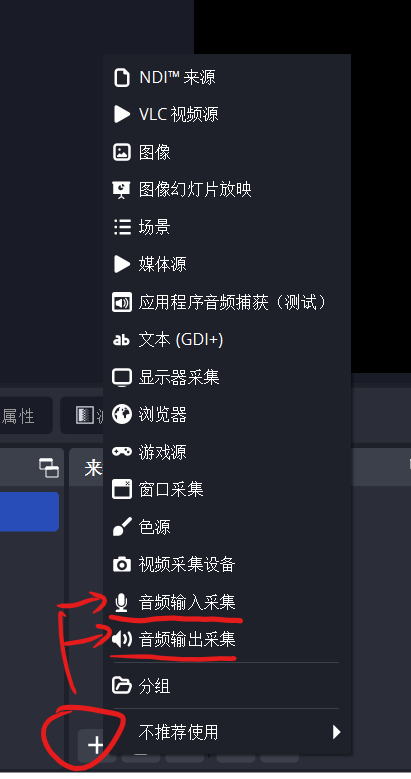 NDI™ 来源
VLC 视频源
图像
图像幻灯片放映
场景
媒体源
应用程序音频捕获（测试）
文本 (GDI+)
显示器采集
属性
浏览器
来
游戏源
窗口采集
色源
视频采集设备
音频输入采集
音频输出采集
分组
不推荐使用